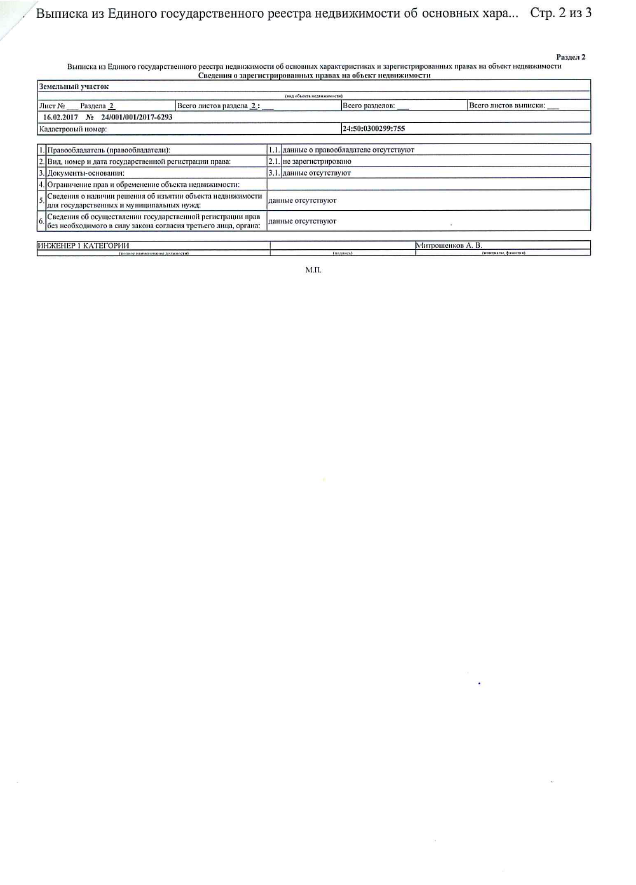 Выписка из Единого государственного реестра недвижимости об основных хара... Стр. 2 из 3
Раздел 2
Выписка из Единого государственного реестра недвижимости об основных характеристиках и зарегистрированных правах на объект недвижимости
Сведения о зарегистрированных правах на объект недвижимости
Земельный участок
(вид объекта недвижимости)
Лист № ___ Раздела 2 Всего листов раздела 2 : ___ Всего разделов: ___ Всего листов выписки: ___
16.02.2017 № 24/001/001/2017-6293
Кадастровый номер: 24:50:0300299:755
1. Правообладатель (правообладатели): 1.1. данные о правообладателе отсутствуют
2. Вид, номер и дата государственной регистрации права: 2.1. не зарегистрировано
3. Документы-основания: 3.1. данные отсутствуют
4. Ограничение прав и обременение объекта недвижимости:
5. Сведения о наличии решения об изъятии объекта недвижимости для государственных и муниципальных нужд: данные отсутствуют
6. Сведения об осуществлении государственной регистрации прав без необходимого в силу закона согласия третьего лица, органа: данные отсутствуют
ИНЖЕНЕР 1 КАТЕГОРИИ Митрошенков А. В.
(полное наименование должности) (подпись) (инициалы, фамилия)
М.П.